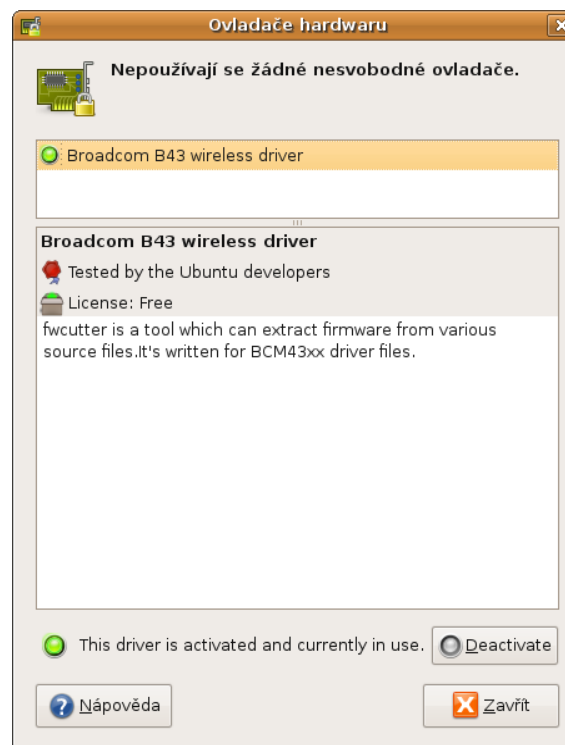 Ovladače hardwaru
Nepoužívají se žádné nesvobodné ovladače.
Broadcom B43 wireless driver
Broadcom B43 wireless driver
Tested by the Ubuntu developers
License: Free
fwcutter is a tool which can extract firmware from various
source files.It's written for BCM43xx driver files.
This driver is activated and currently in use.
Deactivate
Nápověda
Zavřít